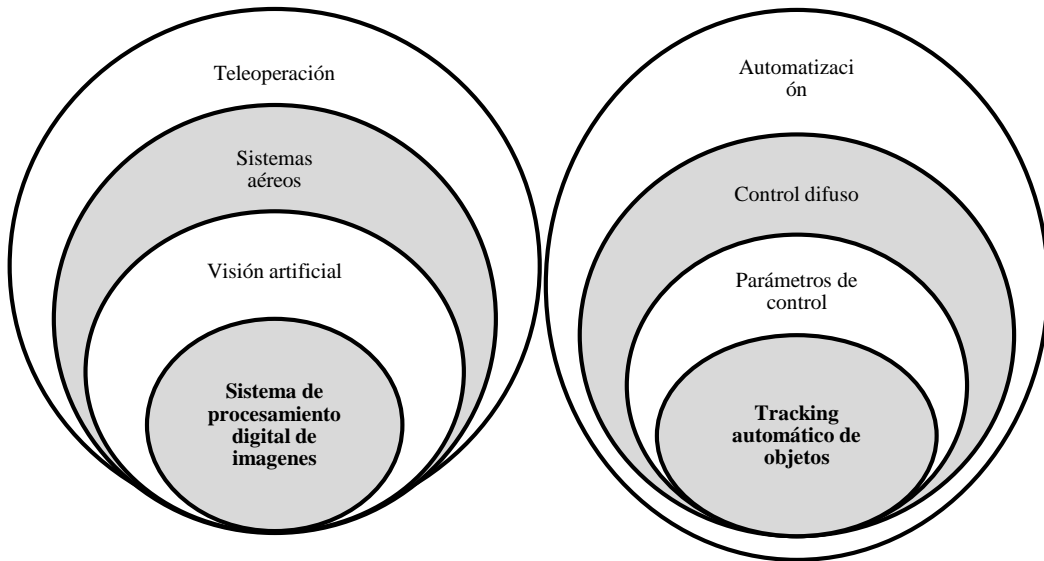 Teleoperación
Sistemas
aéreos
Visión artificial
Sistema de
procesamiento
digital de
imagenes
Automatizaci
ón
Control difuso
Parámetros de
control
Tracking
automático de
objetos